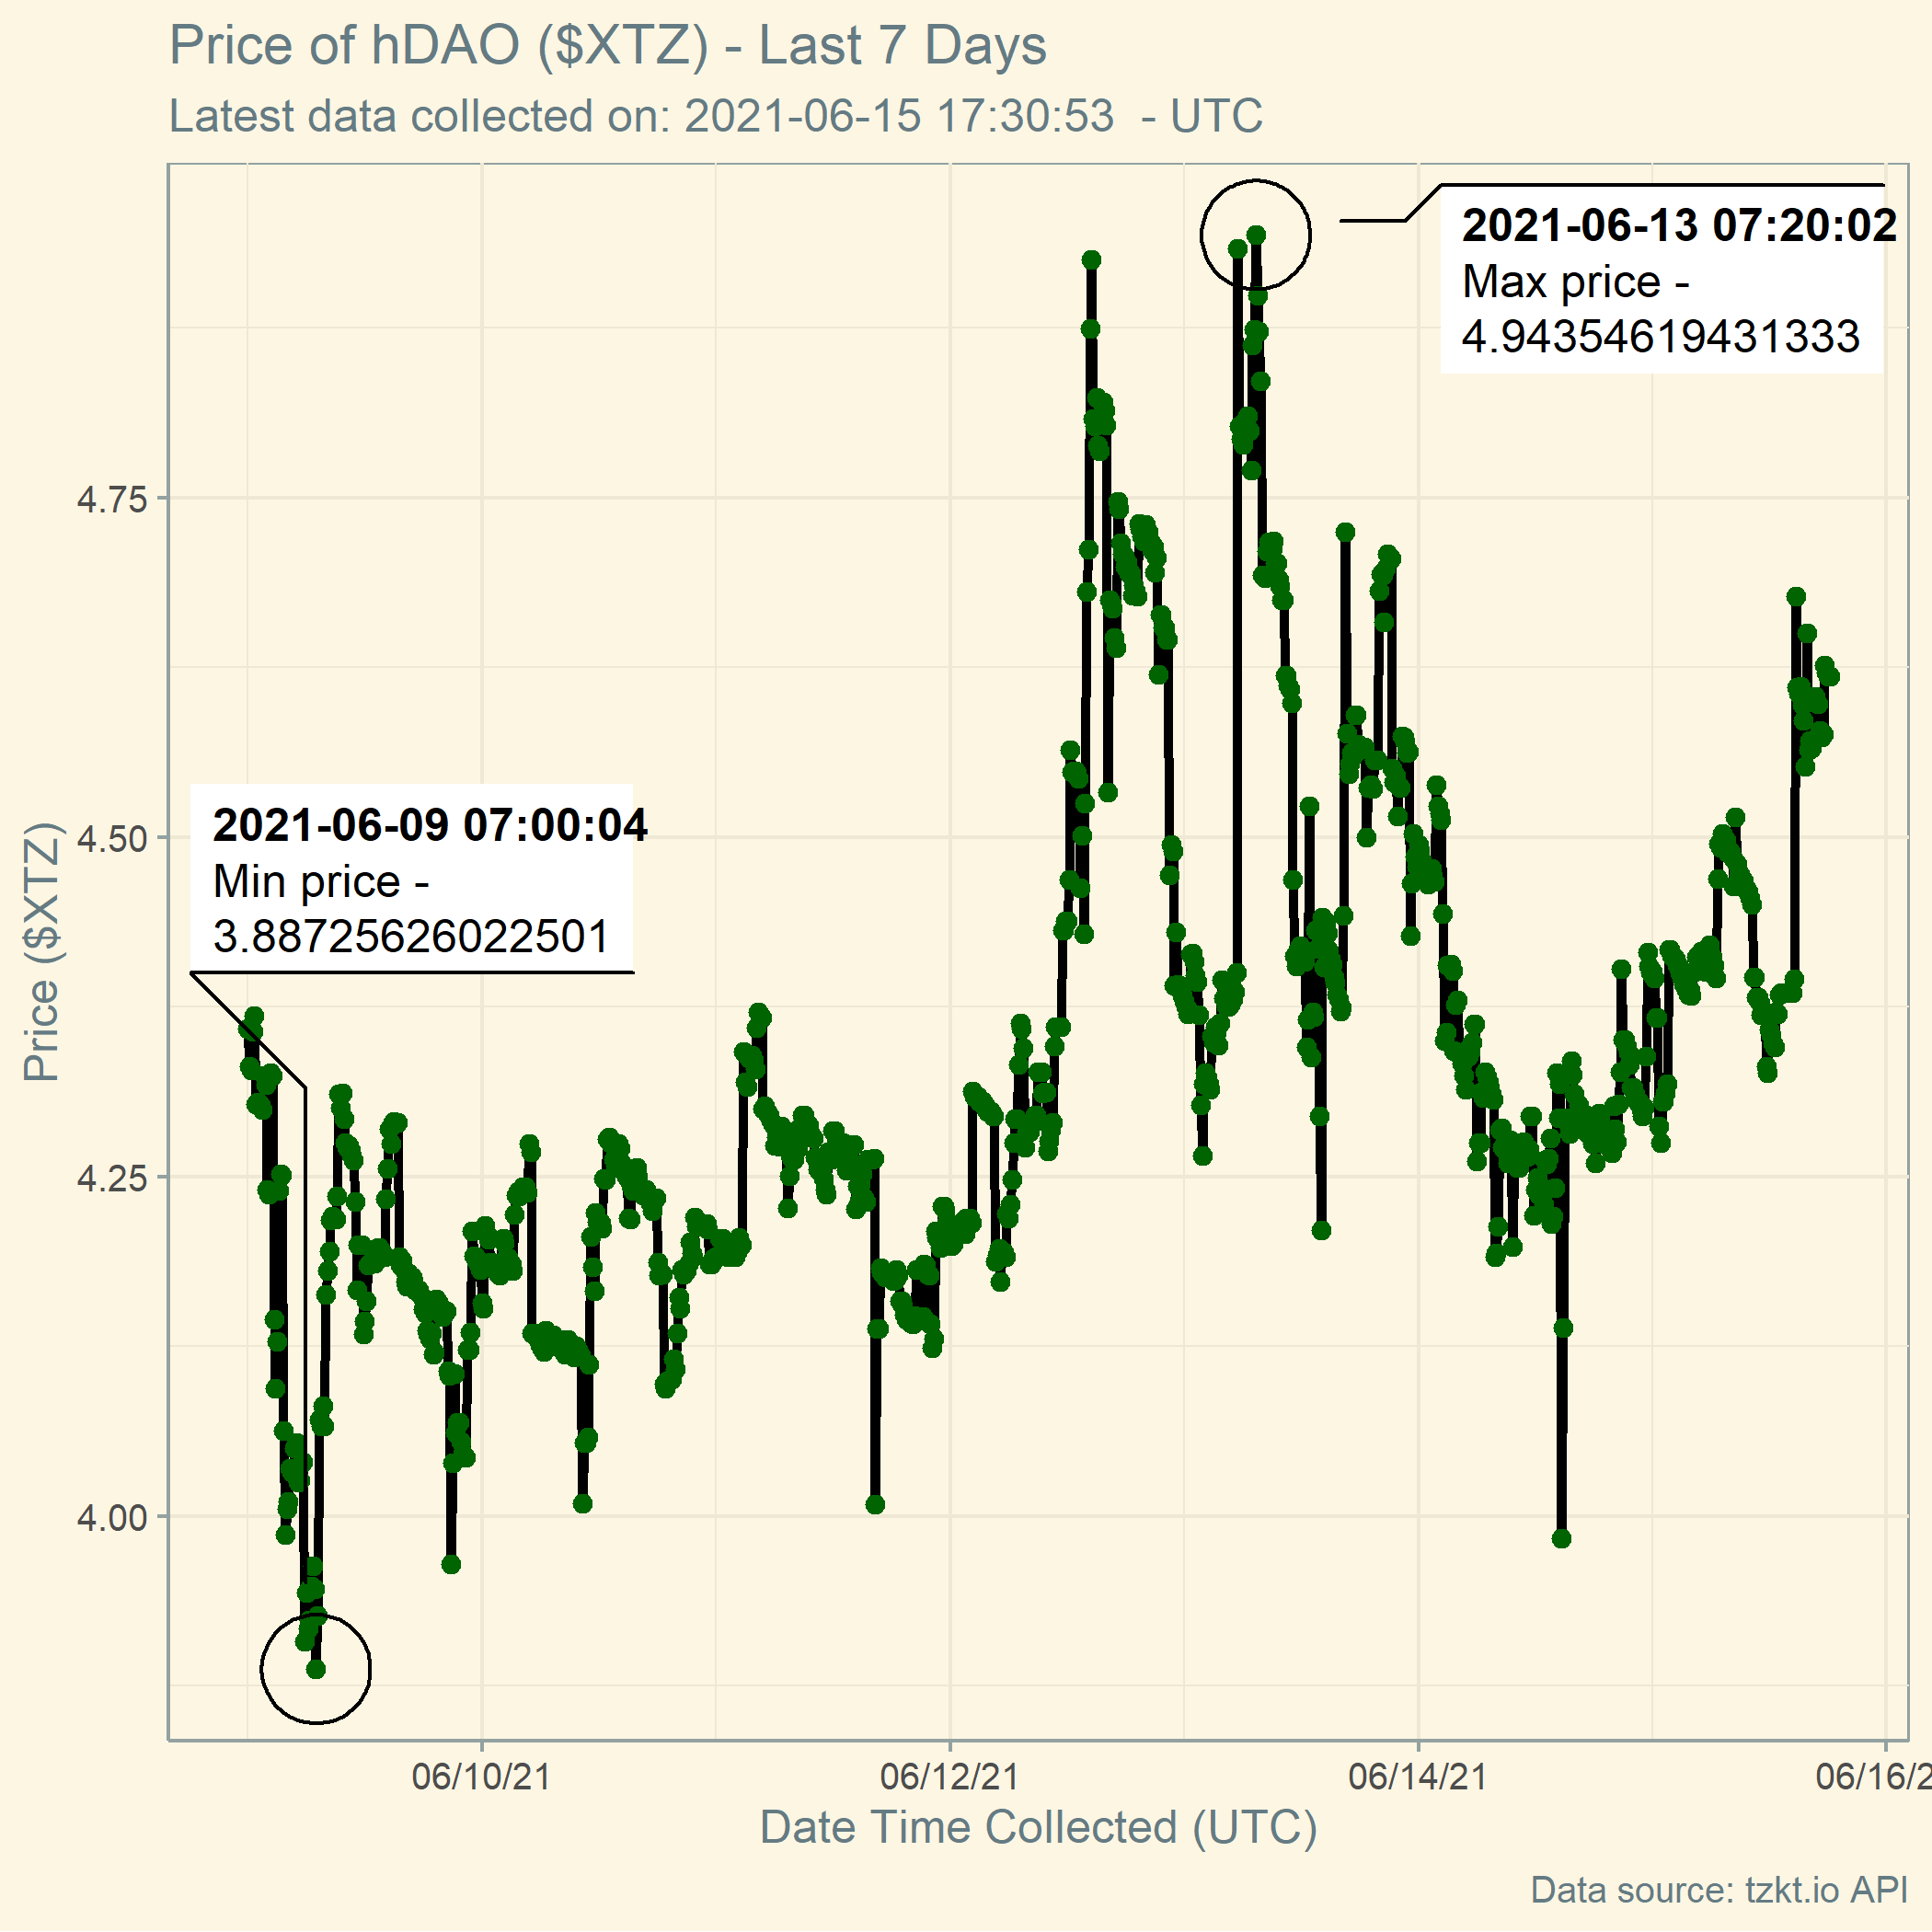 Price of hDAO ($XTZ) - Last 7 Days
Latest data collected on: 2021-06-15 17:30:53 - UTC
2021-06-13 07:20:02
Max price -
4.94354619431333
4.75
2021-06-09 07:00:04
Min price -
3.88725626022501
4.50
4.25
4.00
Price ($XTZ)
06/10/21
06/12/21
06/14/21
06/16/2
Date Time Collected (UTC)
Data source: tzkt.io API